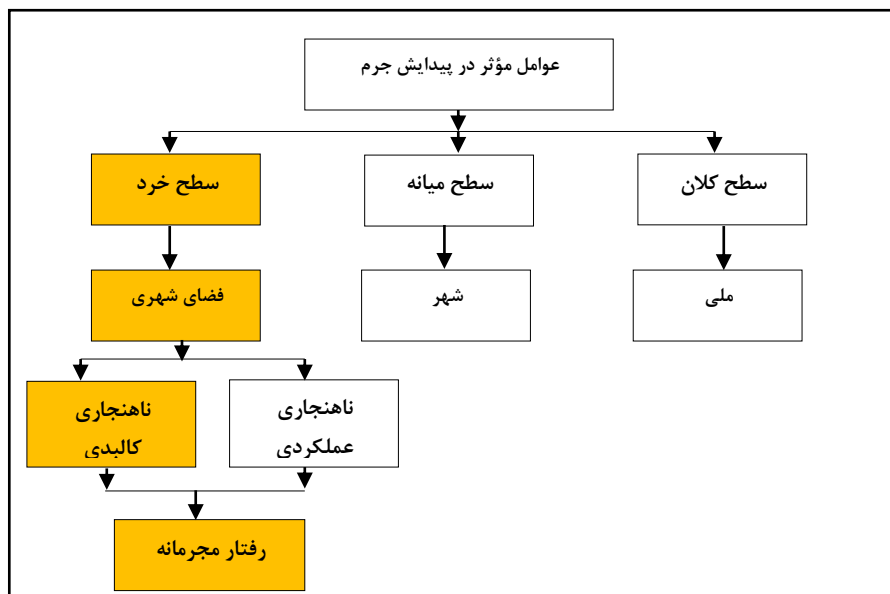 عوامل مؤثر در پیدایش جرم
سطح کلان
سطح میانه
سطح خرد
ملی
شهر
فضای شهری
ناهنجاری
عملکردی
ناهنجاری
کالبدی
رفتار مجرمانه